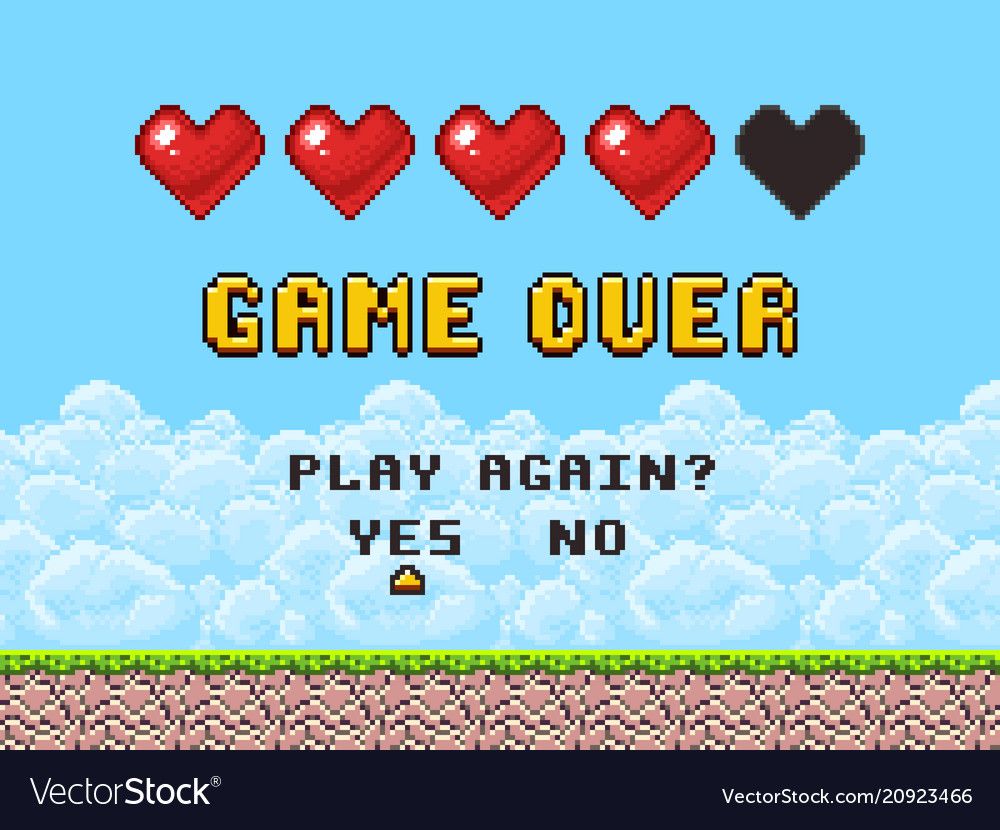 GAME OVER
PLAY AGAIN?
YES NO
VectorStock®
VectorStock.com/20923466